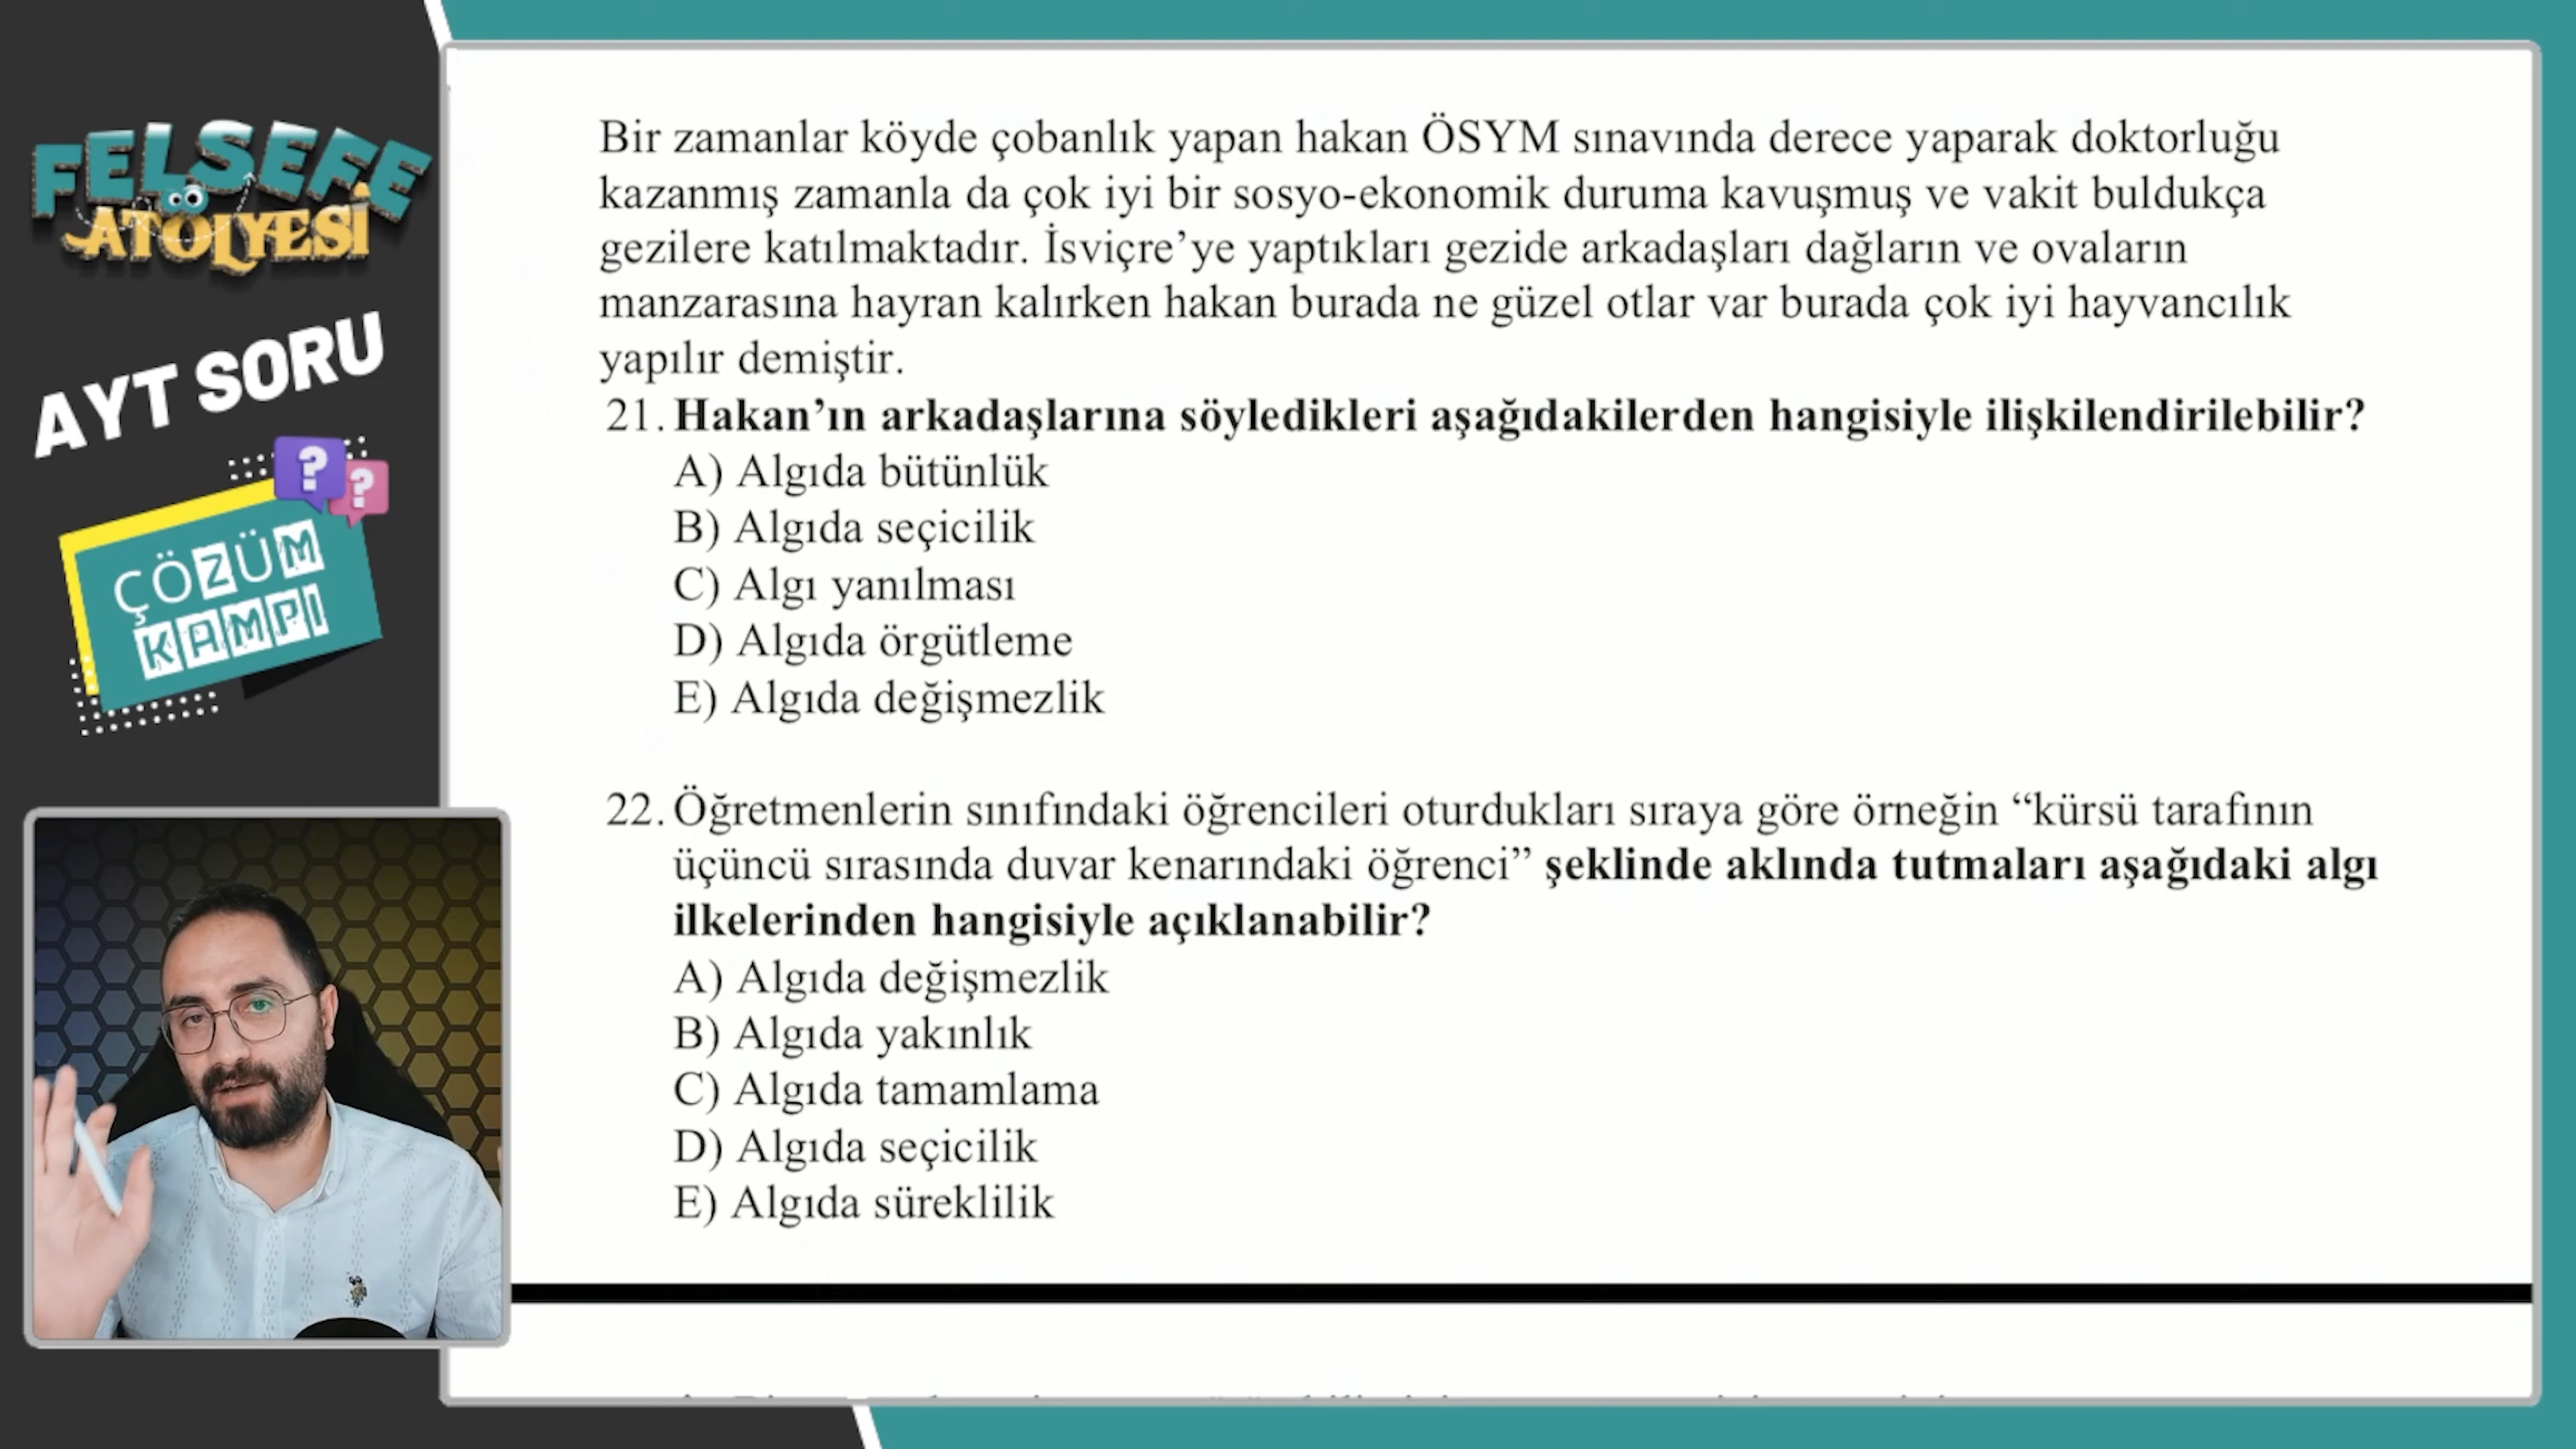 FELSEFE
ATÖLYESİ
AYT SORU
? ?
ÇÖZÜM
KAMPI
Bir zamanlar köyde çobanlık yapan hakan ÖSYM sınavında derece yaparak doktorluğu
kazanmış zamanla da çok iyi bir sosyo-ekonomik duruma kavuşmuş ve vakit buldukça
gezilere katılmaktadır. İsviçre’ye yaptıkları gezide arkadaşları dağların ve ovaların
manzarasına hayran kalırken hakan burada ne güzel otlar var burada çok iyi hayvancılık
yapılır demiştir.
21. Hakan’ın arkadaşlarına söyledikleri aşağıdakilerden hangisiyle ilişkilendirilebilir?
A) Algıda bütünlük
B) Algıda seçicilik
C) Algı yanılması
D) Algıda örgütleme
E) Algıda değişmezlik
22. Öğretmenlerin sınıfındaki öğrencileri oturdukları sıraya göre örneğin “kürsü tarafının
üçüncü sırasında duvar kenarındaki öğrenci” şeklinde aklında tutmaları aşağıdaki algı
ilkelerinden hangisiyle açıklanabilir?
A) Algıda değişmezlik
B) Algıda yakınlık
C) Algıda tamamlama
D) Algıda seçicilik
E) Algıda süreklilik